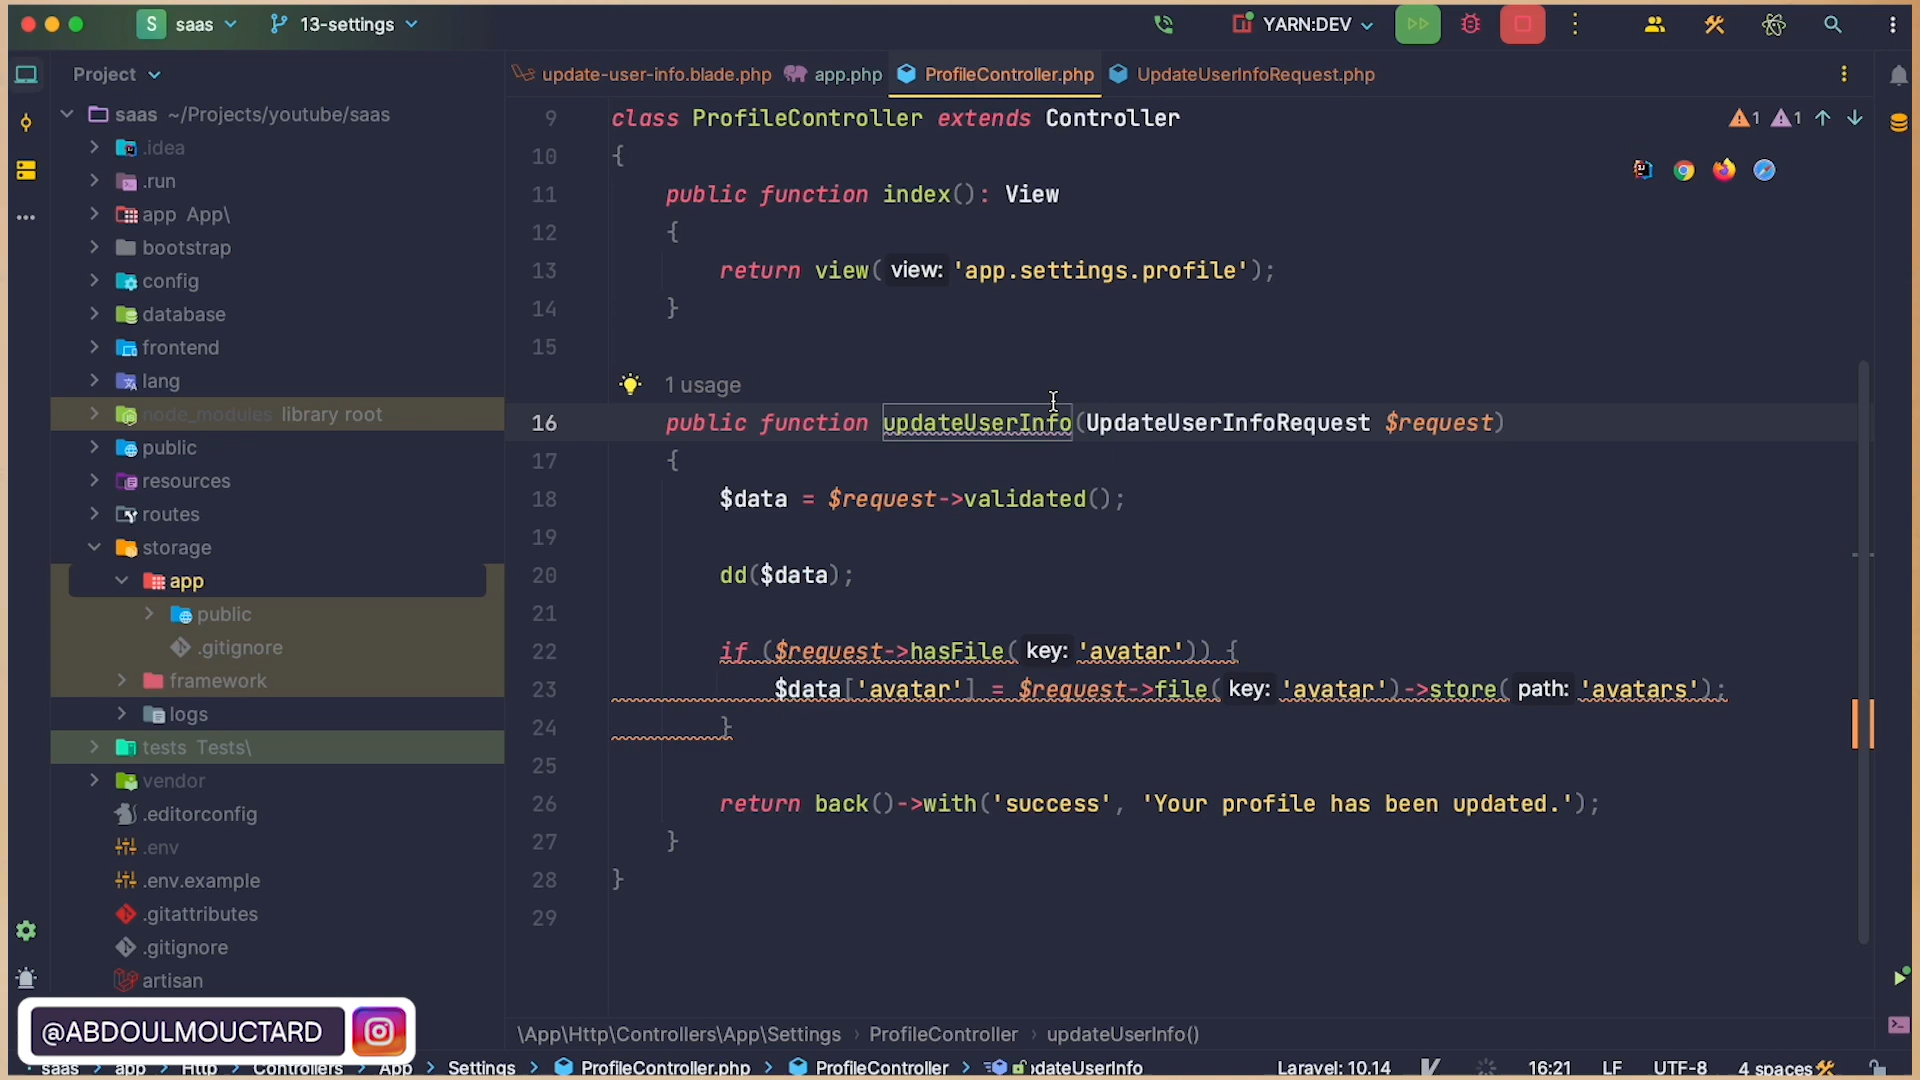 S saas 13-settings YARN:DEV
Project
update-user-info.blade.php app.php ProfileController.php UpdateUserInfoRequest.php
saas ~/Projects/youtube/saas
.idea
.run
app App\
bootstrap
config
database
frontend
lang
node_modules library root
public
resources
routes
storage
app
public
.gitignore
framework
logs
tests Tests\
vendor
.editorconfig
.env
.env.example
.gitattributes
.gitignore
artisan
9 class ProfileController extends Controller
1 1
10 {
11 public function index(): View
12 {
13 return view( view: 'app.settings.profile');
14 }
15
1 usage
16 public function updateUserInfo(UpdateUserInfoRequest $request)
17 {
18 $data = $request->validated();
19
20 dd($data);
21
22 if ($request->hasFile( key: 'avatar')) {
23 $data['avatar'] = $request->file( key: 'avatar')->store( path: 'avatars');
24 }
25
26 return back()->with('success', 'Your profile has been updated.');
27 }
28 }
29
@ABDOULMOUCTARD
\App\Http\Controllers\App\Settings › ProfileController › updateUserInfo()
saas › app › Http › Controllers › App › Settings › ProfileController.php › ProfileController › dateUserInfo Laravel: 10.14 16:21 LF UTF-8 4 spaces